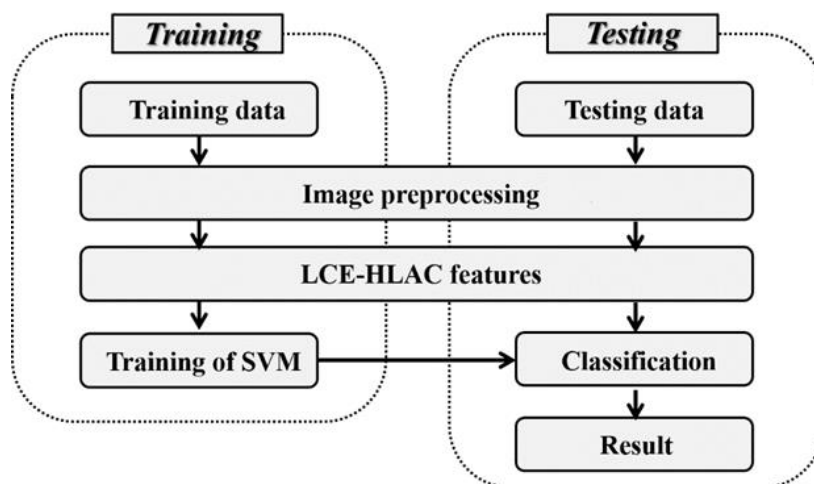 Training
Testing
Training data
Testing data
Image preprocessing
LCE-HLAC features
Training of SVM
Classification
Result